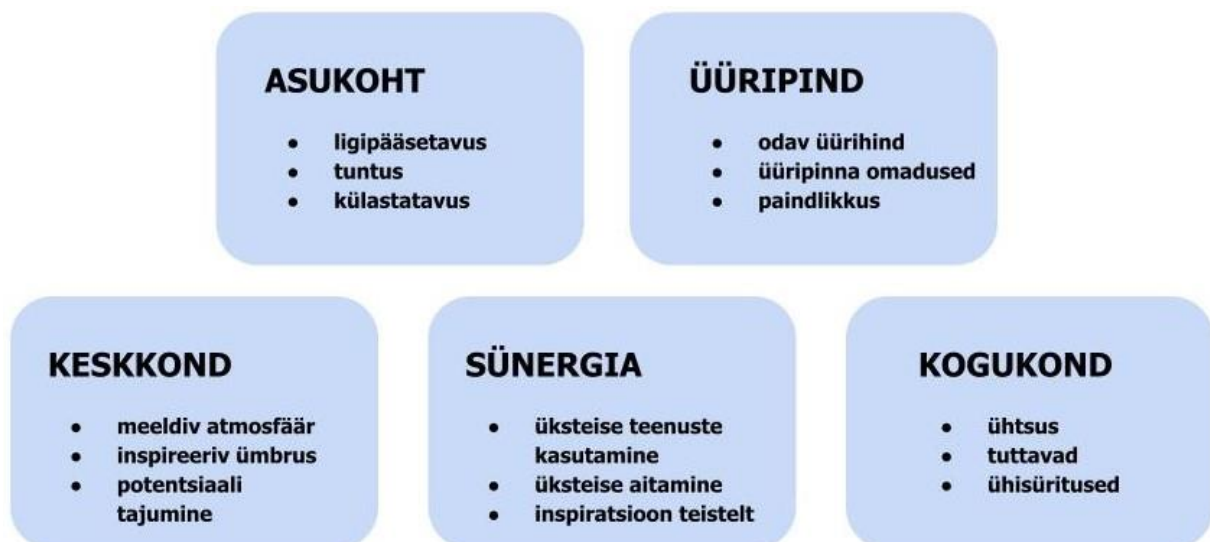 ASUKOHT
● ligipääsetavus
● tuntus
● külastatavus
ÜÜRIPIND
● odav üürihind
● üüripinna omadused
● paindlikkus
KESKKOND
● meeldiv atmosfäär
● inspireeriv ümbrus
● potentsiaali
tajumine
SÜNERGIA
● üksteise teenuste
kasutamine
● üksteise aitamine
● inspiratsioon teistelt
KOGUKOND
● ühtsus
● tuttavad
● ühisüritused